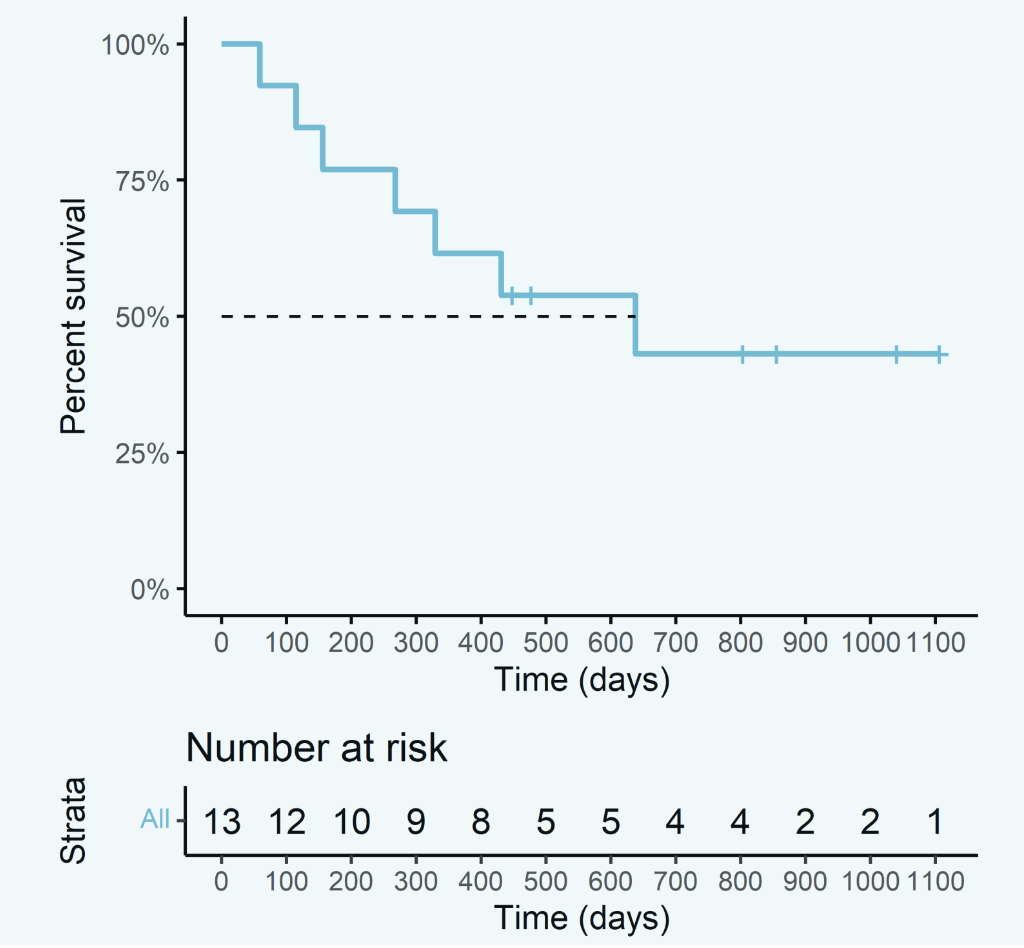 100%
75%
50%
25%
0%
Percent survival
0 100 200 300 400 500 600 700 800 900 1000 1100
Time (days)
Number at risk
Strata
All 13 12 10 9 8 5 5 4 4 2 2 1
0 100 200 300 400 500 600 700 800 900 1000 1100
Time (days)